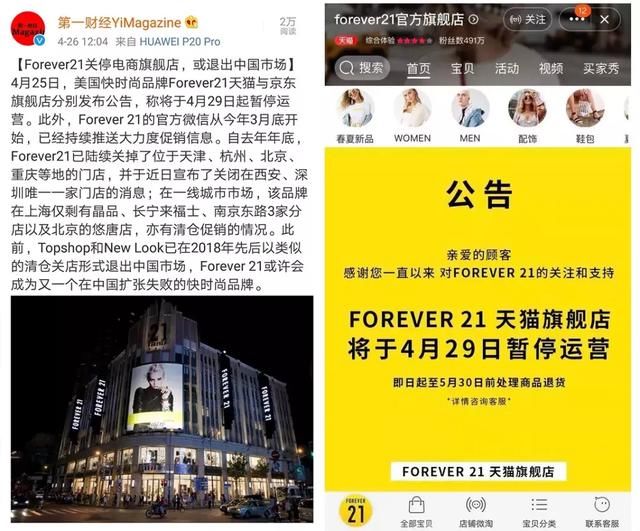 第一财经YiMagazine
4-26 12:04 来自 HUAWEI P20 Pro
2万
阅读
【Forever21关停电商旗舰店，或退出中国市场】
4月25日，美国快时尚品牌Forever21天猫与京东
旗舰店分别发布公告，称将于4月29日起暂停运
营。此外，Forever 21的官方微信从今年3月底开
始，已经持续推送大力度促销信息。自去年年底，
Forever21已陆续关掉了位于天津、杭州、北京、
重庆等地的门店，并于近日宣布了关闭在西安、深
圳唯一一家门店的消息；在一线城市市场，该品牌
在上海仅剩有晶品、长宁来福士、南京东路3家分
店以及北京的悠唐店，亦有清仓促销的情况。此
前，Topshop和New Look已在2018年先后以类似
的清仓关店形式退出中国市场，Forever 21或许会
成为又一个在中国扩张失败的快时尚品牌。
21
FOREVER 21
FOREVER 21
FOREVER 21
FOREVER 21
forever21官方旗舰店
天猫 综合体验 粉丝数491万
关注
12
搜索
首页
宝贝
活动
视频
买家秀
春夏新品
WOMEN
MEN
配饰
鞋包
公告
亲爱的顾客
感谢您一直以来 对FOREVER 21的关注和支持
FOREVER 21 天猫旗舰店
将于4月29日暂停运营
即日起至5月30日前处理商品退货
*详情咨询客服*
FOREVER 21 天猫旗舰店
FOREVER
21
全部宝贝
店铺微淘
宝贝分类
联系客服